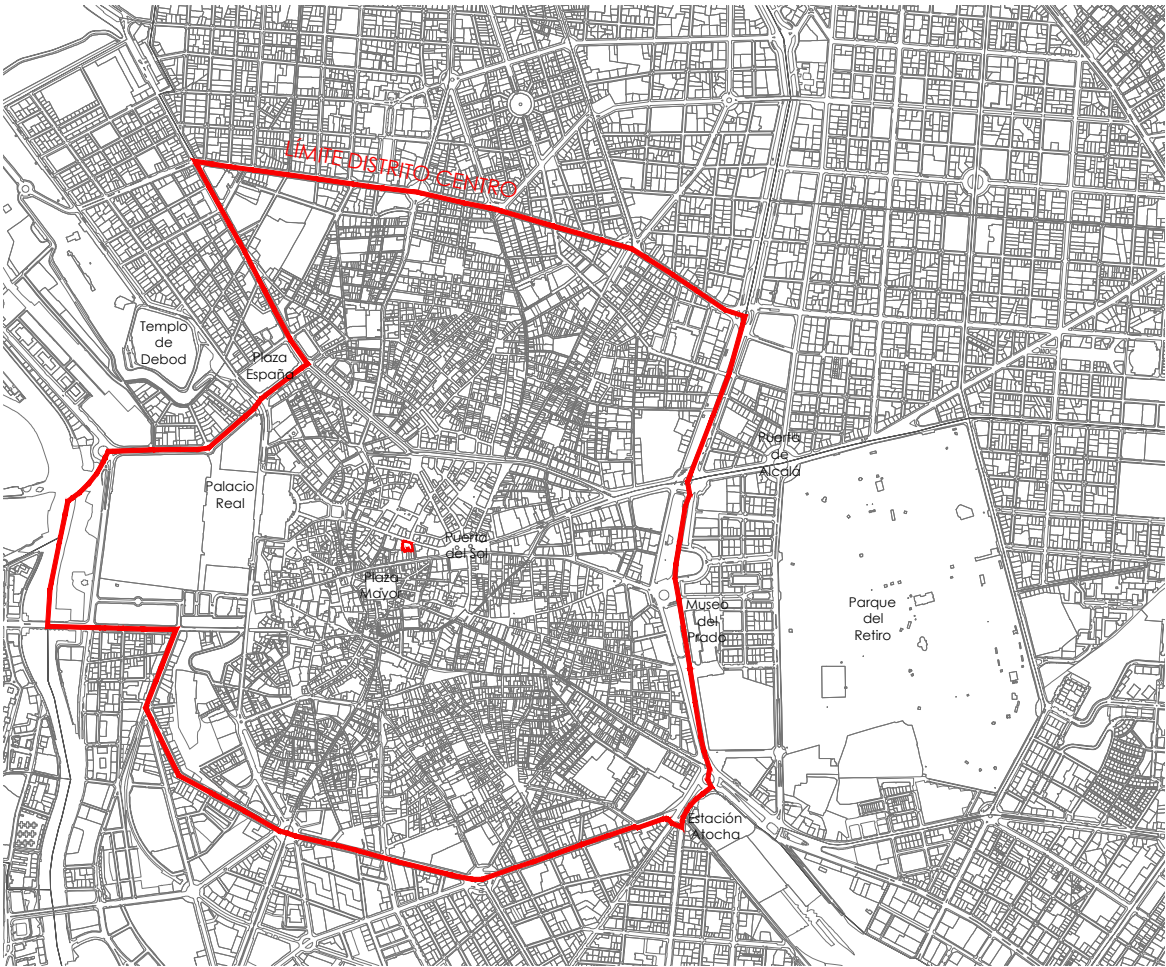 LÍMITE DISTRITO CENTRO
Templo
de
Debod
Plaza
España
Puerta
de
Alcalá
Palacio
Real
Puerta
del Sol
Plaza
Mayor
Museo
del
Prado
Parque
del
Retiro
Estación
Atocha